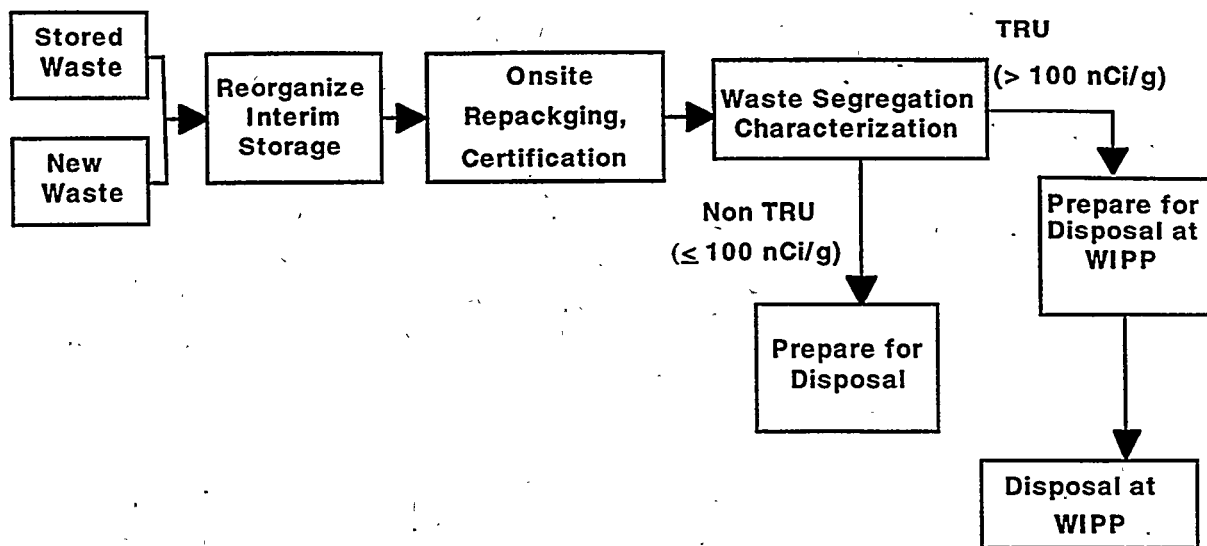 Stored
Waste
New
Waste
Reorganize
Interim
Storage
Onsite
Repackging,
Certification
Waste Segregation
Characterization
TRU
(> 100 nCi/g)
Non TRU
(≤ 100 nCi/g)
Prepare for
Disposal
Prepare for
Disposal at
WIPP
Disposal at
WIPP